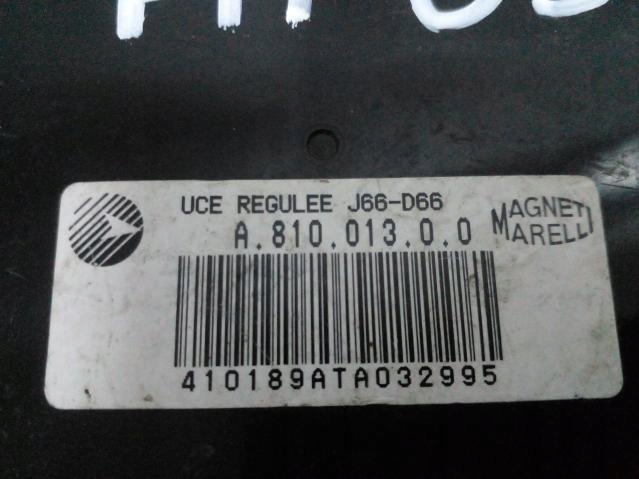 UCE REGULEE J66-D66
A.810.013.0.0
MAGNETI
MARELLI
410189ATA032995